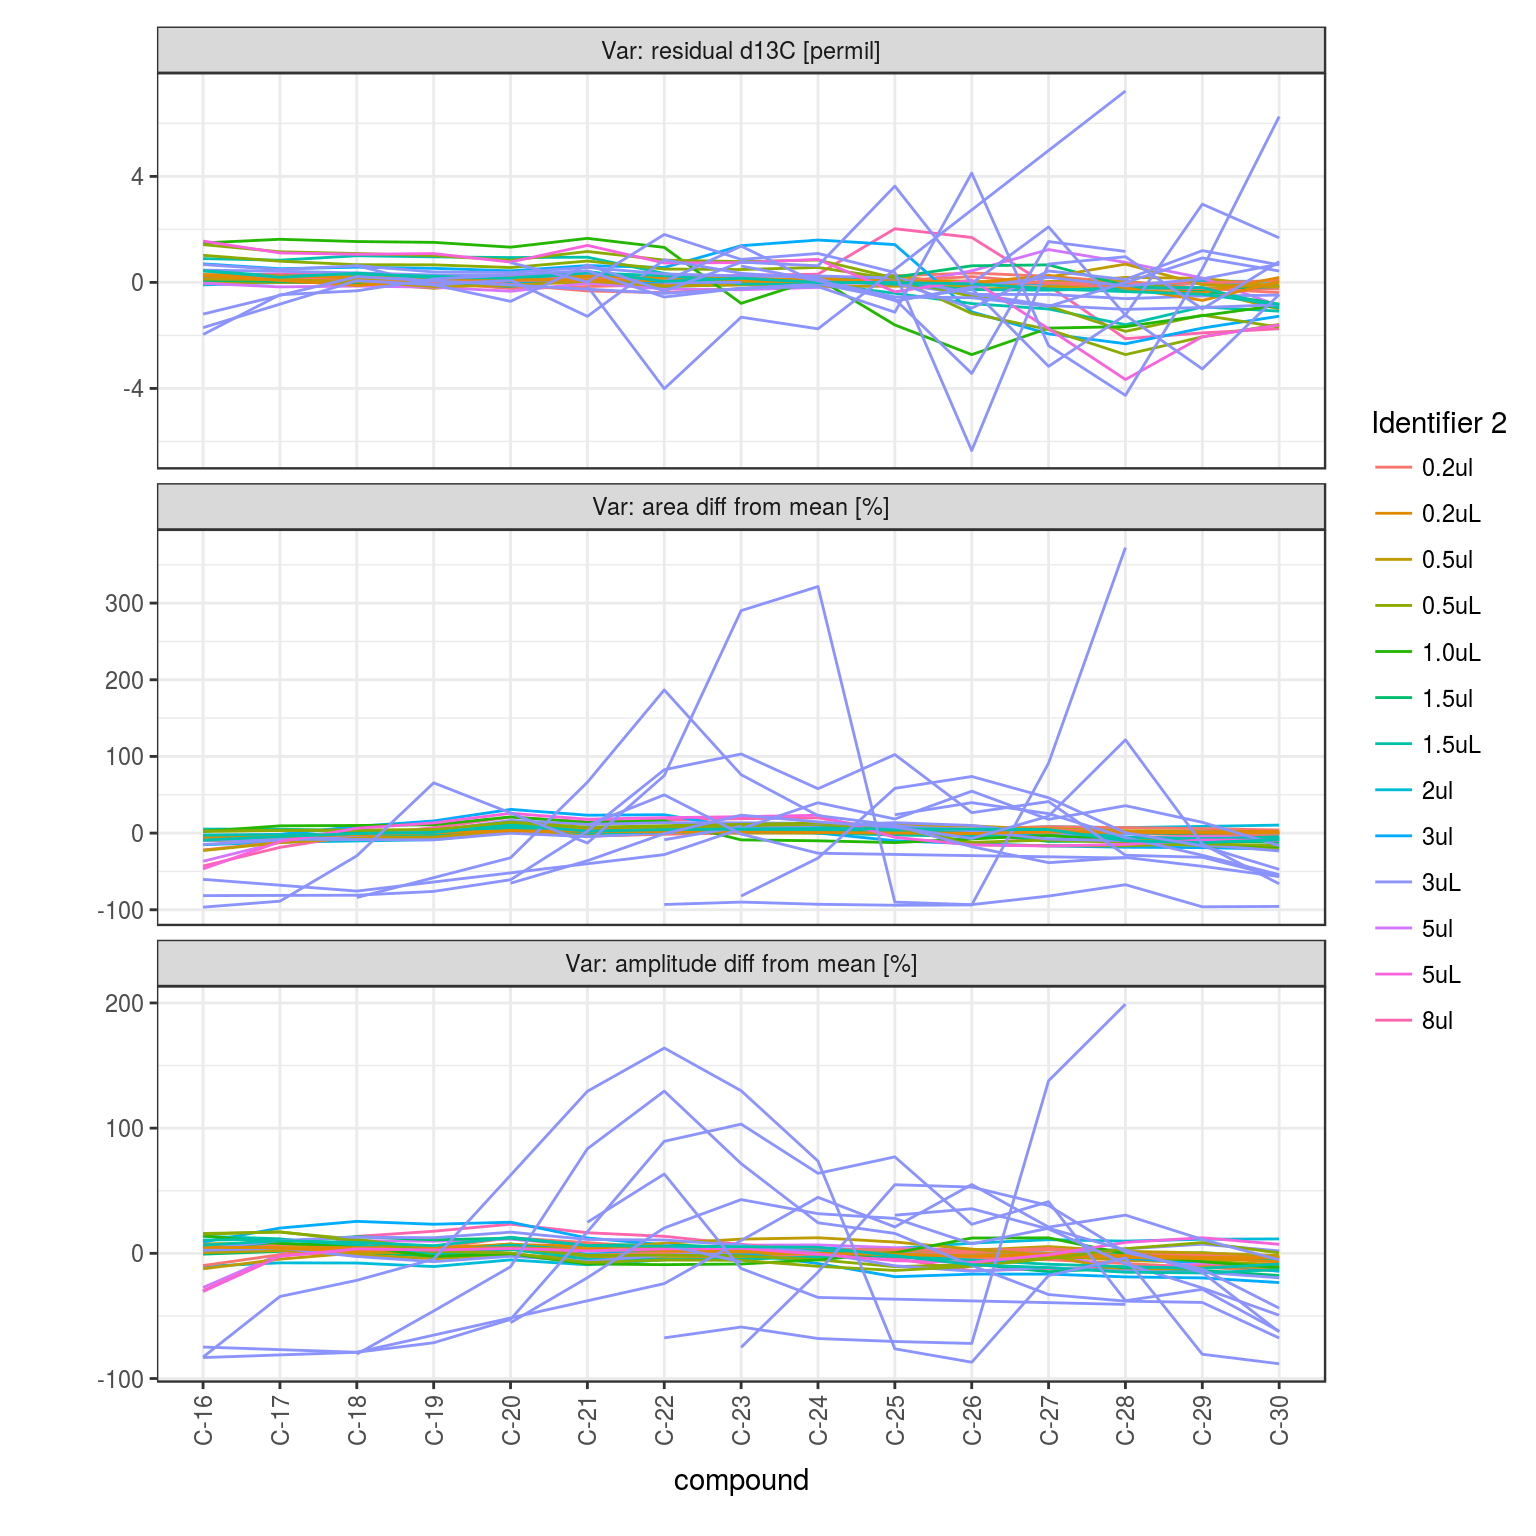 Var: residual d13C [permil]
4
0
-4
Var: area diff from mean [%]
300
200
100
0
-100
Var: amplitude diff from mean [%]
200
100
0
-100
C-16 C-17 C-18 C-19 C-20 C-21 C-22 C-23 C-24 C-25 C-26 C-27 C-28 C-29 C-30
compound
Identifier 2
0.2ul
0.2uL
0.5ul
0.5uL
1.0uL
1.5ul
1.5uL
2ul
3ul
3uL
5ul
5uL
8ul